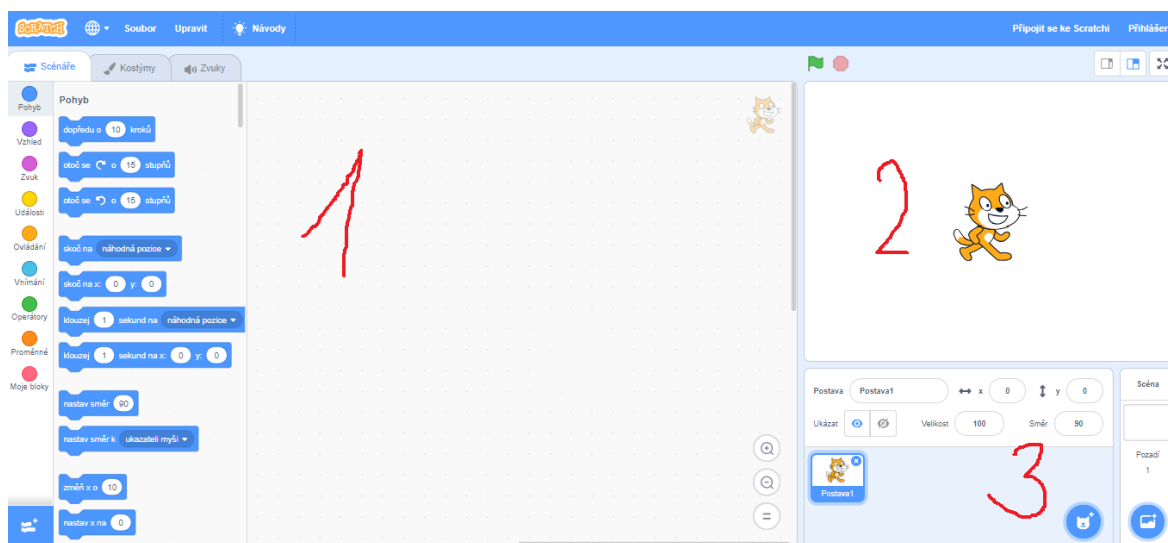 SCRATCH Soubor Upravit Návody Připojit se ke Scratchi Přihlášen
Scénáře Kostýmy Zvuky
Pohyb
Vzhled
Zvuk
Události
Ovládání
Vnímání
Operátory
Proměnné
Moje bloky
Pohyb
dopředu o 10 kroků
otoč se o 15 stupňů
otoč se o 15 stupňů
skoč na náhodná pozice
skoč na x: 0 y: 0
klouzej 1 sekund na náhodná pozice
klouzej 1 sekund na x: 0 y: 0
nastav směr 90
nastav směr k ukazateli myši
změň x o 10
nastav x na 0
1
2
Postava Postava1 x 0 y 0
Ukázat Velikost 100 Směr 90
Postava1
3
Scéna
Pozadí
1